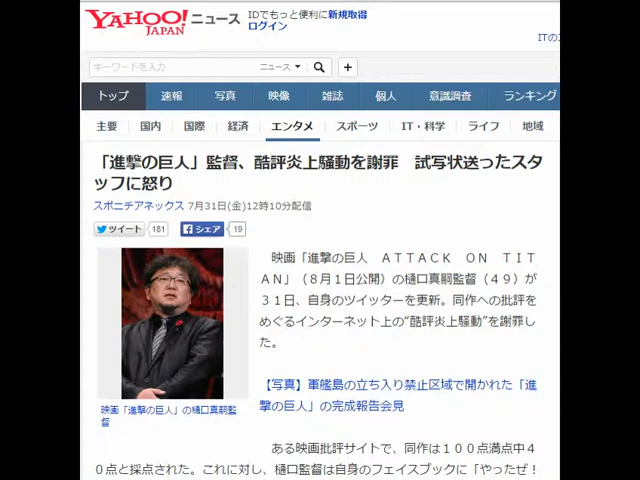 YAHOO! ニュース
JAPAN
IDでもっと便利に新規取得
ログイン
ITの
キーワードを入力 ニュース
トップ 速報 写真 映像 雑誌 個人 意識調査 ランキング
主要 国内 国際 経済 エンタメ スポーツ IT・科学 ライフ 地域
「進撃の巨人」監督、酷評炎上騒動を謝罪　試写状送ったスタ
ッフに怒り
スポニチアネックス 7月31日(金)12時10分配信
ツイート 181 シェア 19
映画「進撃の巨人　ＡＴＴＡＣＫ　ＯＮ　ＴＩＴ
ＡＮ」（８月１日公開）の樋口真嗣監督（４９）が
３１日、自身のツイッターを更新。同作への批評を
めぐるインターネット上の“酷評炎上騒動”を謝罪し
た。
【写真】軍艦島の立ち入り禁止区域で開かれた「進
撃の巨人」の完成報告会見
映画「進撃の巨人」の樋口真嗣監
督
ある映画批評サイトで、同作は１００点満点中４
０点と採点された。これに対し、樋口監督は自身のフェイスブックに「やったぜ！